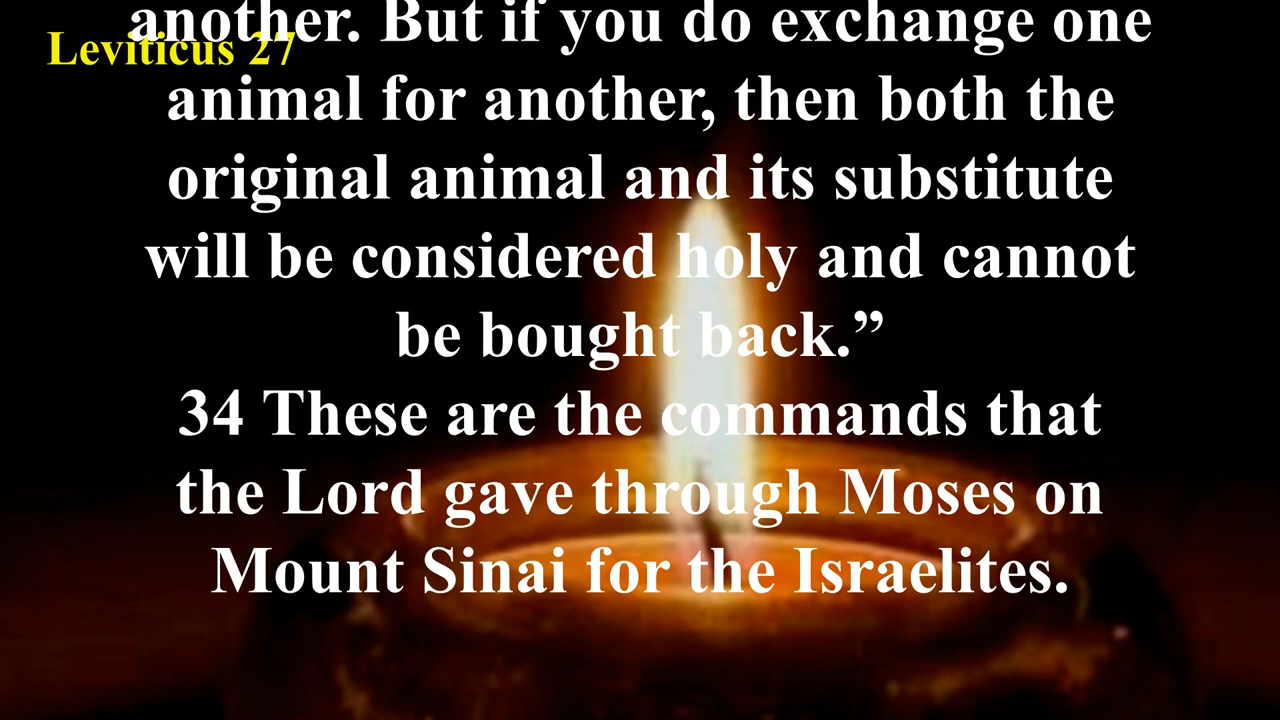 another. But if you do exchange one
Leviticus 27
animal for another, then both the
original animal and its substitute
will be considered holy and cannot
be bought back.”
34 These are the commands that
the Lord gave through Moses on
Mount Sinai for the Israelites.